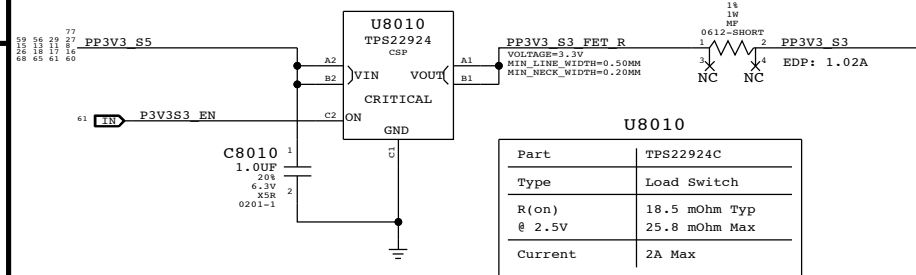 77
59 56 29 27
15 13 11 8
26 18 17 16
68 65 61 60
PP3V3_S5
U8010
TPS22924
CSP
A2
B2
VIN
VOUT
A1
B1
CRITICAL
C2
ON
GND
C1
61
IN
P3V3S3_EN
C8010
1.0UF
20%
6.3V
X5R
0201-1
1
2
PP3V3_S3_FET_R
VOLTAGE=3.3V
MIN_LINE_WIDTH=0.50MM
MIN_NECK_WIDTH=0.20MM
1%
1W
MF
0612-SHORT
1
2
3
4
NC
NC
PP3V3_S3
EDP: 1.02A
U8010
Part TPS22924C
Type Load Switch
R(on) 18.5 mOhm Typ
@ 2.5V 25.8 mOhm Max
Current 2A Max